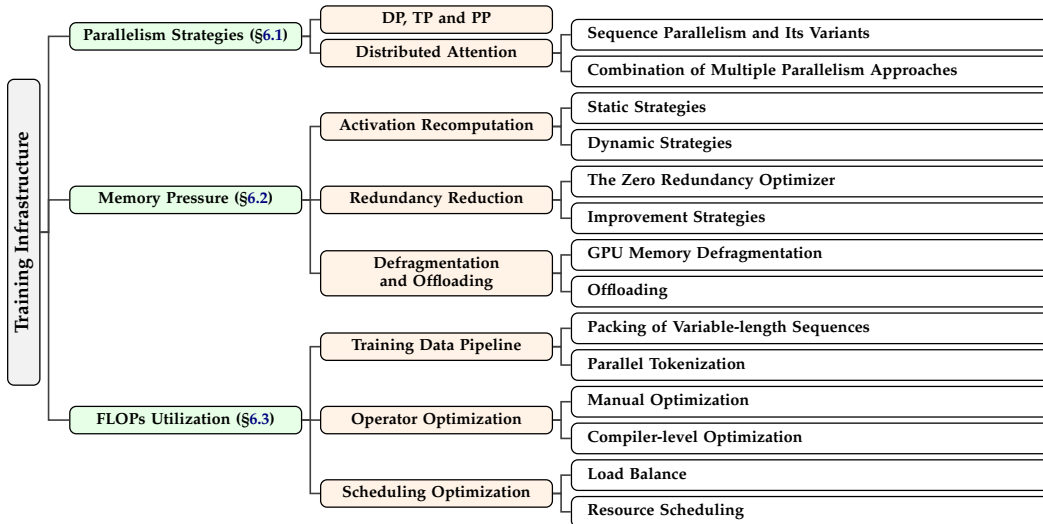 Training Infrastructure
Parallelism Strategies (§6.1)
DP, TP and PP
Distributed Attention
Sequence Parallelism and Its Variants
Combination of Multiple Parallelism Approaches
Memory Pressure (§6.2)
Activation Recomputation
Static Strategies
Dynamic Strategies
Redundancy Reduction
The Zero Redundancy Optimizer
Improvement Strategies
Defragmentation
and Offloading
GPU Memory Defragmentation
Offloading
FLOPs Utilization (§6.3)
Training Data Pipeline
Packing of Variable-length Sequences
Parallel Tokenization
Operator Optimization
Manual Optimization
Compiler-level Optimization
Scheduling Optimization
Load Balance
Resource Scheduling